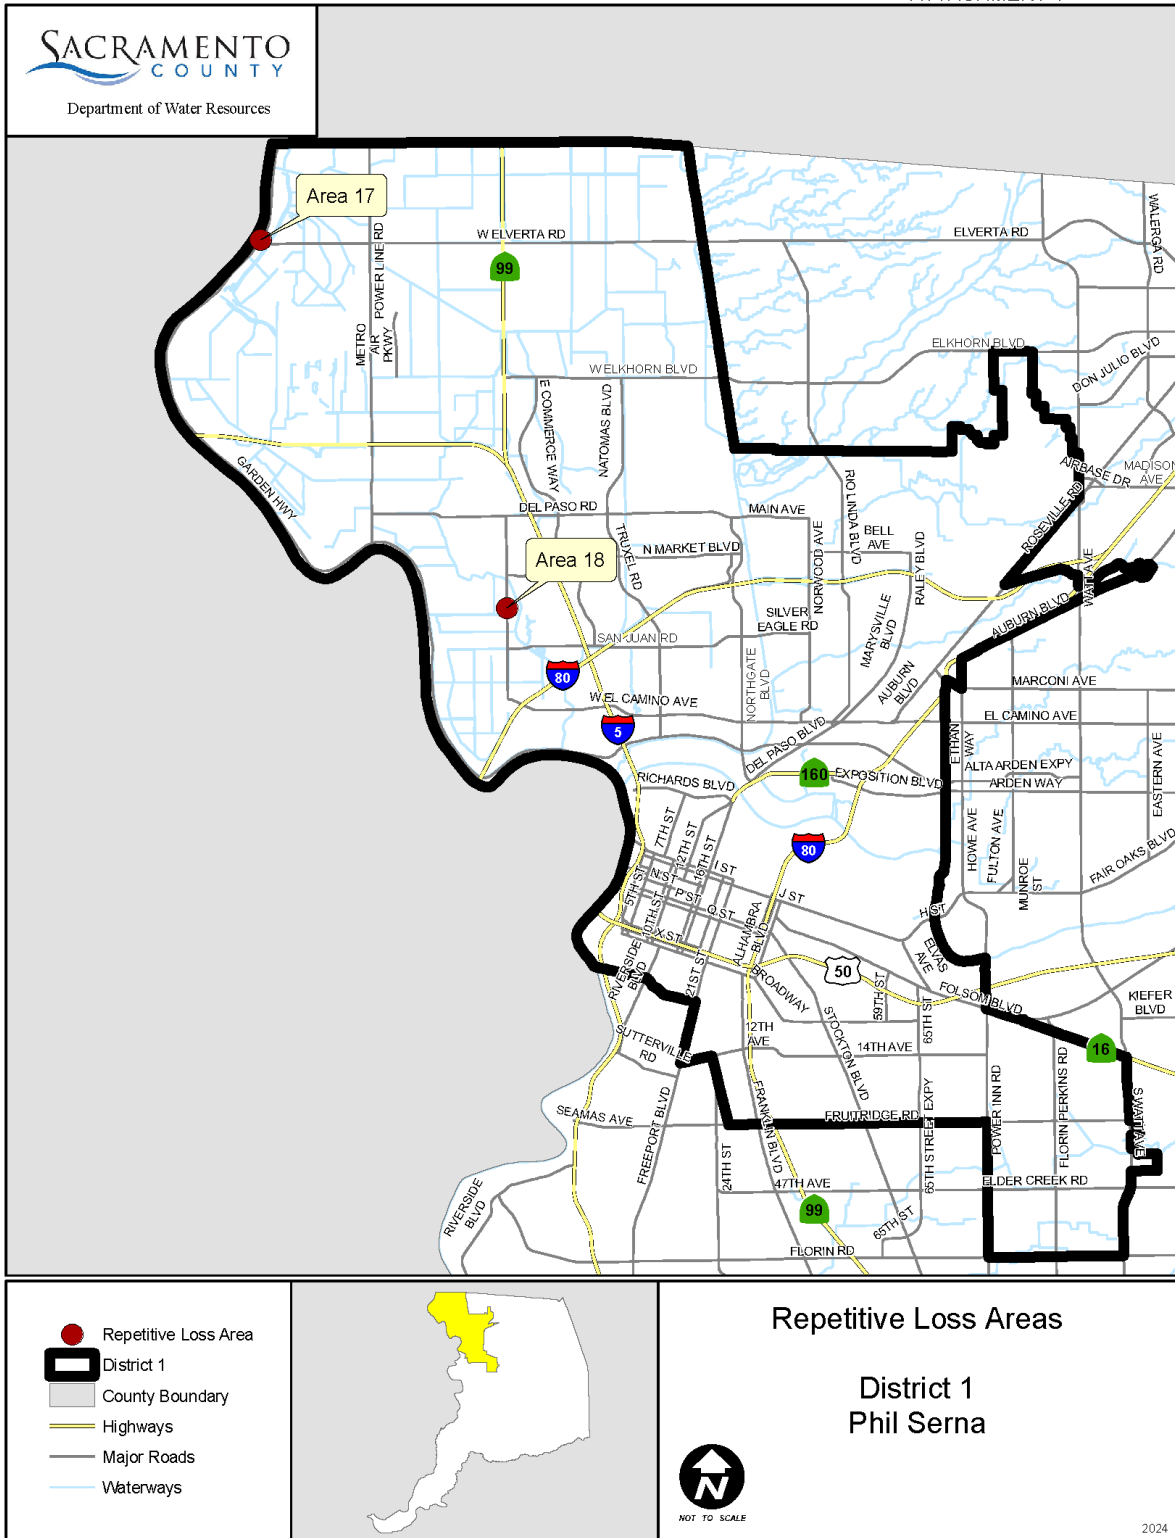 SACRAMENTO
COUNTY
Department of Water Resources
Area 17
W ELVERTA RD
ELVERTA RD
WALERGA RD
POWER LINE RD
99
METRO
AIR
PKWY
ELKHORN BLVD
W ELKHORN BLVD
DON JULIO BLVD
E COMMERCE WAY
NATOMAS BLVD
GARDEN HWY
AIRBASE DR
MADISON
AVE
RIO LINDA BLVD
ROSEVILLE RD
DEL PASO RD
MAIN AVE
NORWOOD AVE
BELL
AVE
RALEY BLVD
TRUXEL RD
N MARKET BLVD
Area 18
WATT AVE
AUBURN BLVD
SILVER
EAGLE RD
MARYSVILLE
BLVD
SAN JUAN RD
NORTHGATE
BLVD
80
AUBURN
BLVD
MARCONI AVE
W EL CAMINO AVE
EL CAMINO AVE
5
DEL PASO BLVD
ETHAN
WAY
EASTERN AVE
ALTA ARDEN EXPY
ARDEN WAY
RICHARDS BLVD
160
EXPOSITION BLVD
HOWE AVE
FULTON AVE
MUNROE
ST
FAIR OAKS BLVD
7TH ST
12TH ST
16TH ST
80
I ST
N ST
P ST
Q ST
J ST
5TH ST
10TH ST
X ST
ALHAMBRA
BLVD
H ST
ELVAS
AVE
RIVERSIDE
BLVD
21ST ST
BROADWAY
50
59TH ST
65TH ST
FOLSOM BLVD
KIEFER
BLVD
SUTTERVILLE
RD
12TH
AVE
STOCKTON BLVD
14TH AVE
16
POWER INN RD
FLORIN PERKINS RD
S WATT AVE
SEAMAS AVE
FREEPORT BLVD
FRANKLIN BLVD
FRUITRIDGE RD
65TH STREET EXPY
24TH ST
47TH AVE
ELDER CREEK RD
RIVERSIDE
BLVD
99
65TH ST
FLORIN RD
Repetitive Loss Area
District 1
County Boundary
Highways
Major Roads
Waterways
Repetitive Loss Areas
District 1
Phil Serna
N
NOT TO SCALE
2024